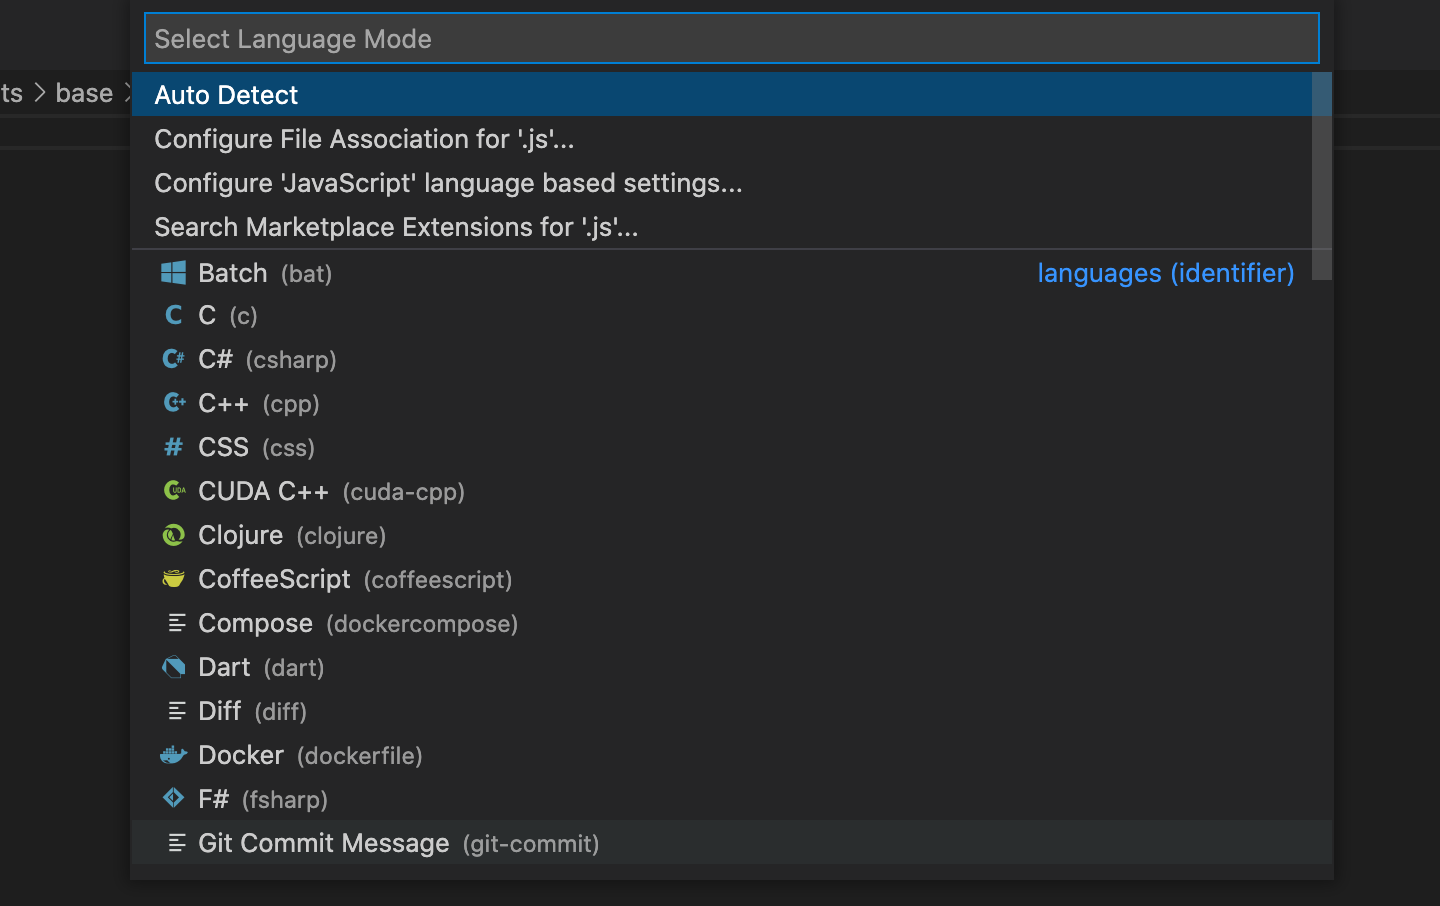 Select Language Mode
ts > base >
Auto Detect
Configure File Association for '.js'...
Configure 'JavaScript' language based settings...
Search Marketplace Extensions for '.js'...
Batch (bat) languages (identifier)
C (c)
C# (csharp)
C++ (cpp)
CSS (css)
CUDA C++ (cuda-cpp)
Clojure (clojure)
CoffeeScript (coffeescript)
Compose (dockercompose)
Dart (dart)
Diff (diff)
Docker (dockerfile)
F# (fsharp)
Git Commit Message (git-commit)